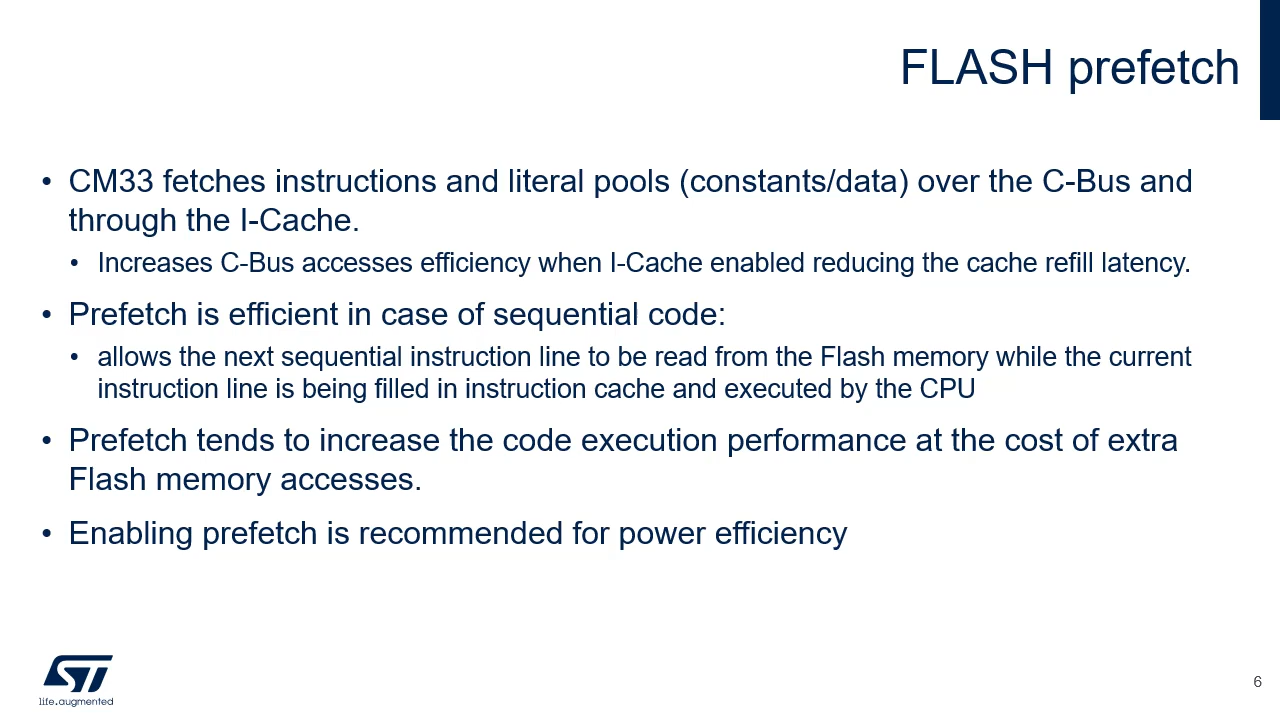 FLASH prefetch
• CM33 fetches instructions and literal pools (constants/data) over the C-Bus and
through the I-Cache.
• Increases C-Bus accesses efficiency when I-Cache enabled reducing the cache refill latency.
• Prefetch is efficient in case of sequential code:
• allows the next sequential instruction line to be read from the Flash memory while the current
instruction line is being filled in instruction cache and executed by the CPU
• Prefetch tends to increase the code execution performance at the cost of extra
Flash memory accesses.
• Enabling prefetch is recommended for power efficiency
ST
life.augmented
6